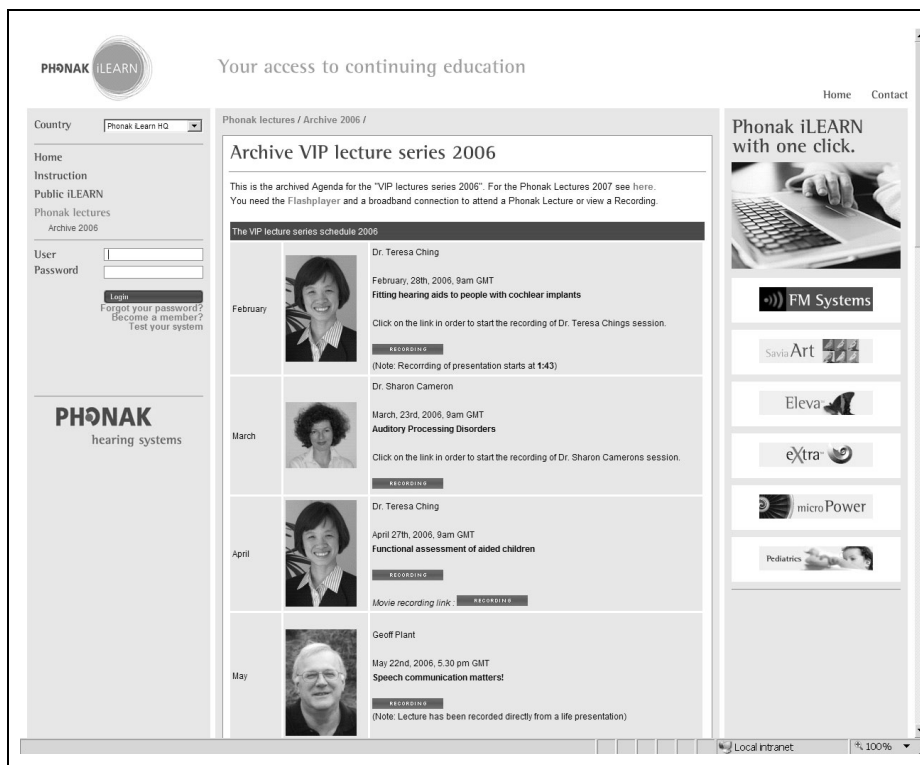 PHONAK iLEARN
Your access to continuing education
Home Contact
Country Phonak iLearn HQ
Home
Instruction
Public iLEARN
Phonak lectures
Archive 2006
User
Password
Login
Forgot your password?
Become a member?
Test your system
PHONAK
hearing systems
Phonak lectures / Archive 2006 /
Archive VIP lecture series 2006
This is the archived Agenda for the "VIP lectures series 2006". For the Phonak Lectures 2007 see here.
You need the Flashplayer and a broadband connection to attend a Phonak Lecture or view a Recording.
The VIP lecture series schedule 2006
February
Dr. Teresa Ching
February, 28th, 2006, 9am GMT
Fitting hearing aids to people with cochlear implants
Click on the link in order to start the recording of Dr. Teresa Chings session.
RECORDING
(Note: Recorrding of presentation starts at 1:43)
March
Dr. Sharon Cameron
March, 23rd, 2006, 9am GMT
Auditory Processing Disorders
Click on the link in order to start the recording of Dr. Sharon Camerons session.
RECORDING
April
Dr. Teresa Ching
April 27th, 2006, 9am GMT
Functional assessment of aided children
RECORDING
Movie recording link : RECORDING
May
Geoff Plant
May 22nd, 2006, 5.30 pm GMT
Speech communication matters!
RECORDING
(Note: Lecture has been recorded directly from a life presentation)
Phonak iLEARN
with one click.
FM Systems
Savia Art
Eleva™
eXtra™
micro Power
Pediatrics
Local intranet 100%